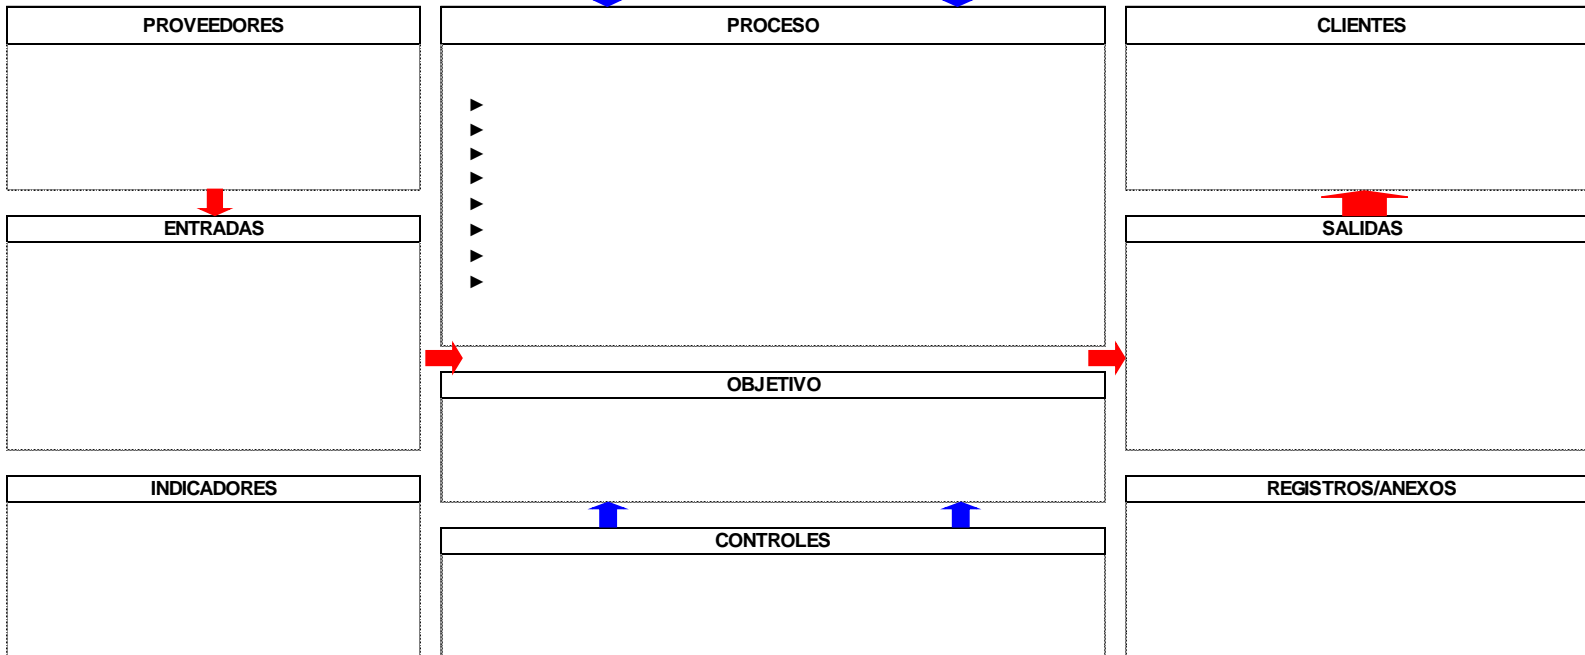 PROVEEDORES
PROCESO
CLIENTES
►
►
►
►
►
►
►
►
ENTRADAS
SALIDAS
OBJETIVO
INDICADORES
REGISTROS/ANEXOS
CONTROLES